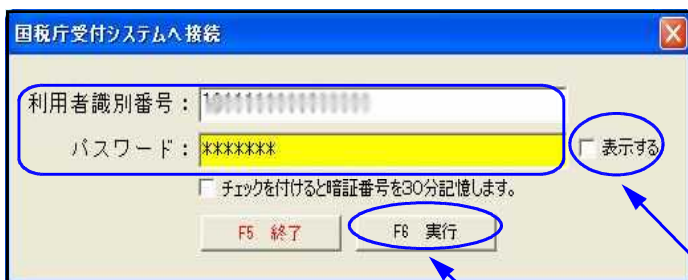 国税庁受付システムへ接続
利用者識別番号：
パスワード： ******* 表示する
チェックを付けると暗証番号を30分記憶します。
F5 終了 F6 実行